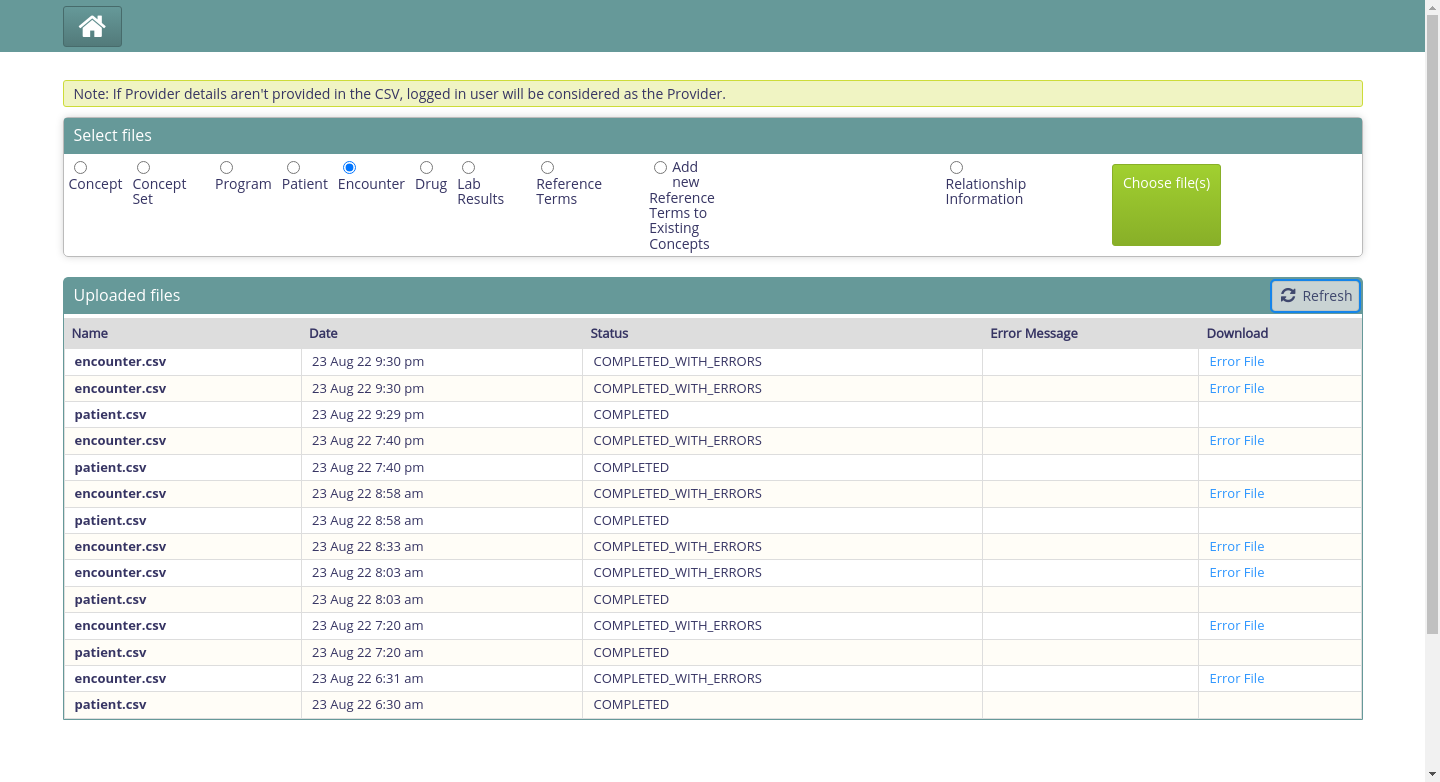 Note: If Provider details aren't provided in the CSV, logged in user will be considered as the Provider.
Select files
Concept
Concept Set
Program
Patient
Encounter
Drug
Lab Results
Reference Terms
Add new Reference Terms to Existing Concepts
Relationship Information
Choose file(s)
Uploaded files Refresh
Name Date Status Error Message Download
encounter.csv 23 Aug 22 9:30 pm COMPLETED_WITH_ERRORS Error File
encounter.csv 23 Aug 22 9:30 pm COMPLETED_WITH_ERRORS Error File
patient.csv 23 Aug 22 9:29 pm COMPLETED
encounter.csv 23 Aug 22 7:40 pm COMPLETED_WITH_ERRORS Error File
patient.csv 23 Aug 22 7:40 pm COMPLETED
encounter.csv 23 Aug 22 8:58 am COMPLETED_WITH_ERRORS Error File
patient.csv 23 Aug 22 8:58 am COMPLETED
encounter.csv 23 Aug 22 8:33 am COMPLETED_WITH_ERRORS Error File
encounter.csv 23 Aug 22 8:03 am COMPLETED_WITH_ERRORS Error File
patient.csv 23 Aug 22 8:03 am COMPLETED
encounter.csv 23 Aug 22 7:20 am COMPLETED_WITH_ERRORS Error File
patient.csv 23 Aug 22 7:20 am COMPLETED
encounter.csv 23 Aug 22 6:31 am COMPLETED_WITH_ERRORS Error File
patient.csv 23 Aug 22 6:30 am COMPLETED